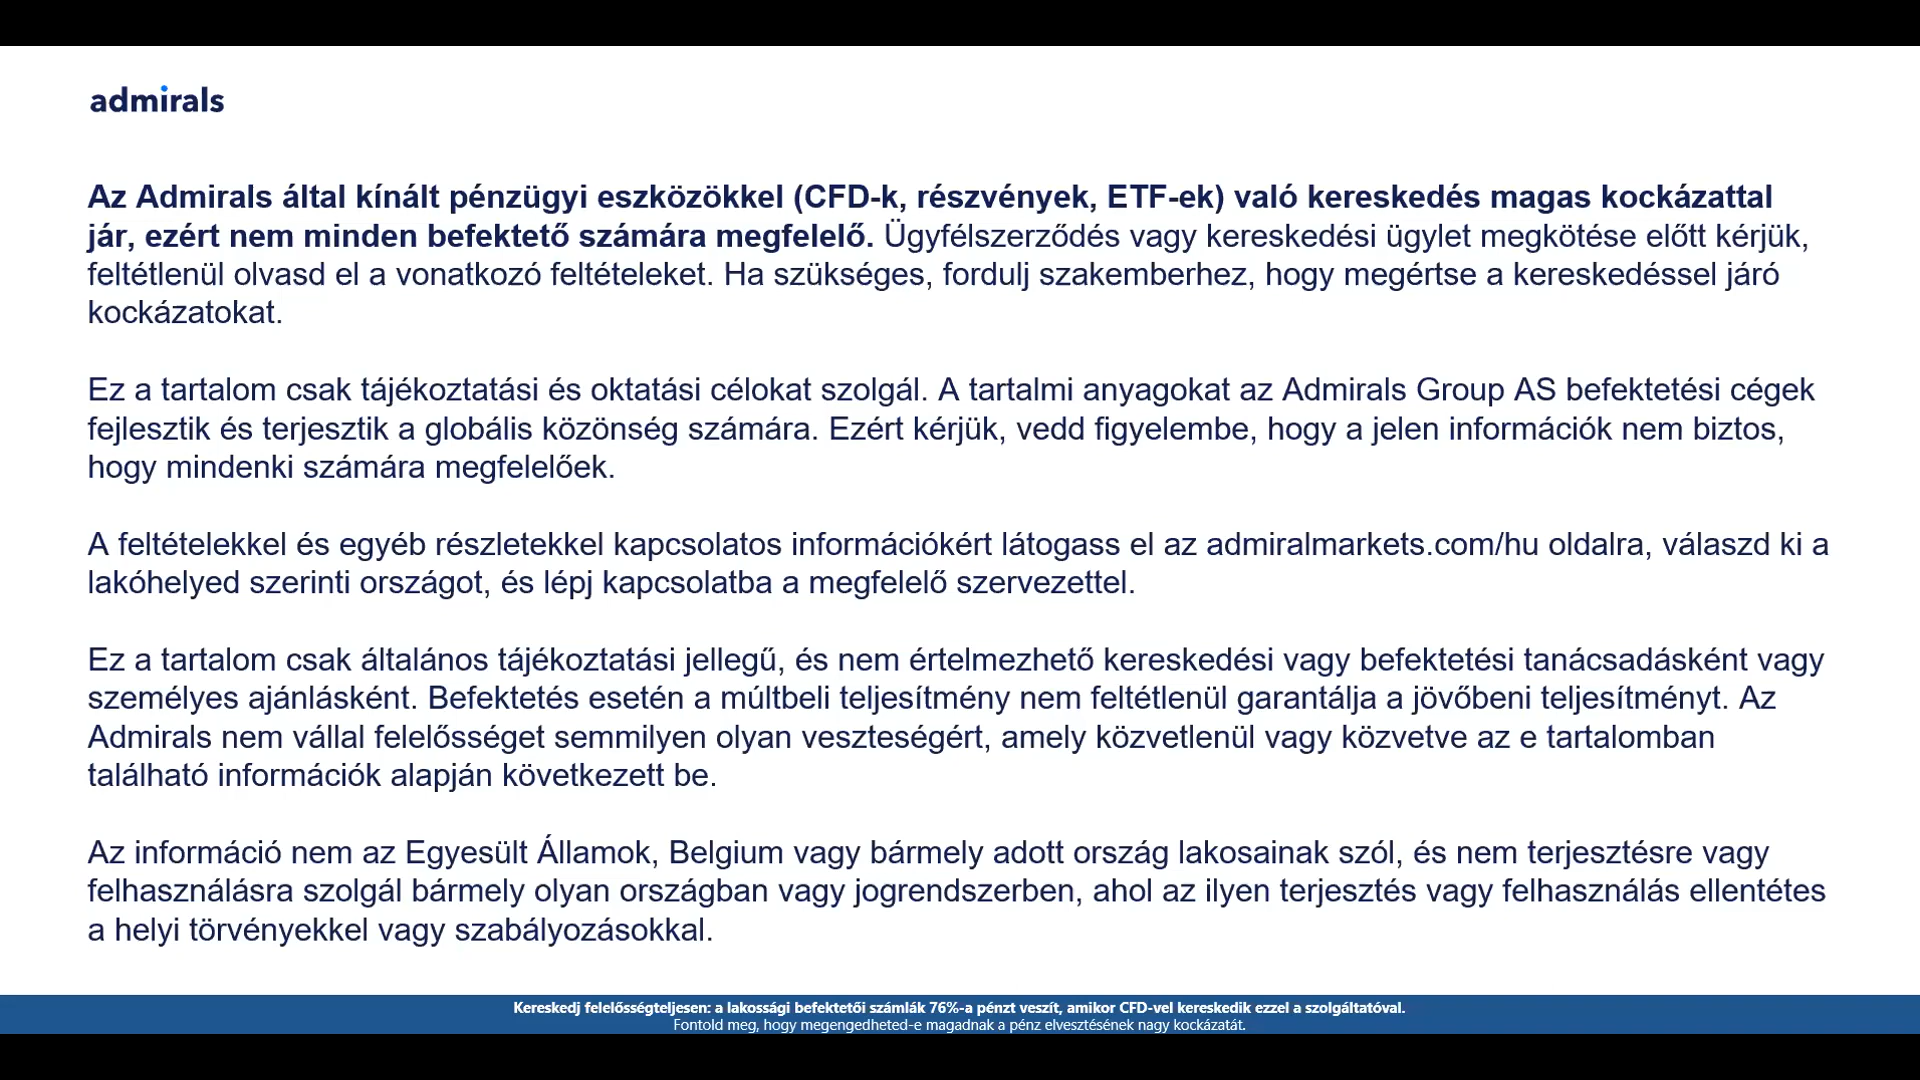 admirals
Az Admirals által kínált pénzügyi eszközökkel (CFD-k, részvények, ETF-ek) való kereskedés magas kockázattal
jár, ezért nem minden befektető számára megfelelő. Ügyfélszerződés vagy kereskedési ügylet megkötése előtt kérjük,
feltétlenül olvasd el a vonatkozó feltételeket. Ha szükséges, fordulj szakemberhez, hogy megértse a kereskedéssel járó
kockázatokat.
Ez a tartalom csak tájékoztatási és oktatási célokat szolgál. A tartalmi anyagokat az Admirals Group AS befektetési cégek
fejlesztik és terjesztik a globális közönség számára. Ezért kérjük, vedd figyelembe, hogy a jelen információk nem biztos,
hogy mindenki számára megfelelőek.
A feltételekkel és egyéb részletekkel kapcsolatos információkért látogass el az admiralmarkets.com/hu oldalra, válaszd ki a
lakóhelyed szerinti országot, és lépj kapcsolatba a megfelelő szervezettel.
Ez a tartalom csak általános tájékoztatási jellegű, és nem értelmezhető kereskedési vagy befektetési tanácsadásként vagy
személyes ajánlásként. Befektetés esetén a múltbeli teljesítmény nem feltétlenül garantálja a jövőbeni teljesítményt. Az
Admirals nem vállal felelősséget semmilyen olyan veszteségért, amely közvetlenül vagy közvetve az e tartalomban
található információk alapján következett be.
Az információ nem az Egyesült Államok, Belgium vagy bármely adott ország lakosainak szól, és nem terjesztésre vagy
felhasználásra szolgál bármely olyan országban vagy jogrendszerben, ahol az ilyen terjesztés vagy felhasználás ellentétes
a helyi törvényekkel vagy szabályozásokkal.
Kereskedj felelősségteljesen: a lakossági befektetői számlák 76%-a pénzt veszít, amikor CFD-vel kereskedik ezzel a szolgáltatóval.
Fontold meg, hogy megengedheted-e magadnak a pénz elvesztésének nagy kockázatát.